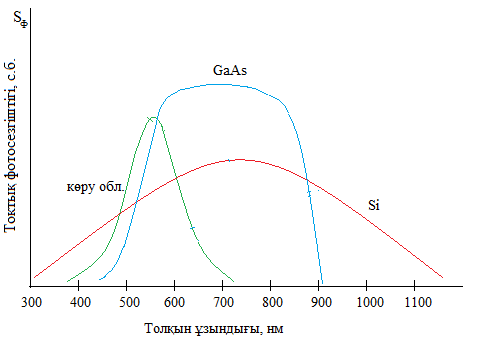 Sф
Токтық фотосезгіштігі, с.б.
GaAs
көру обл.
Si
300 400 500 600 700 800 900 1000 1100
Толқын ұзындығы, нм